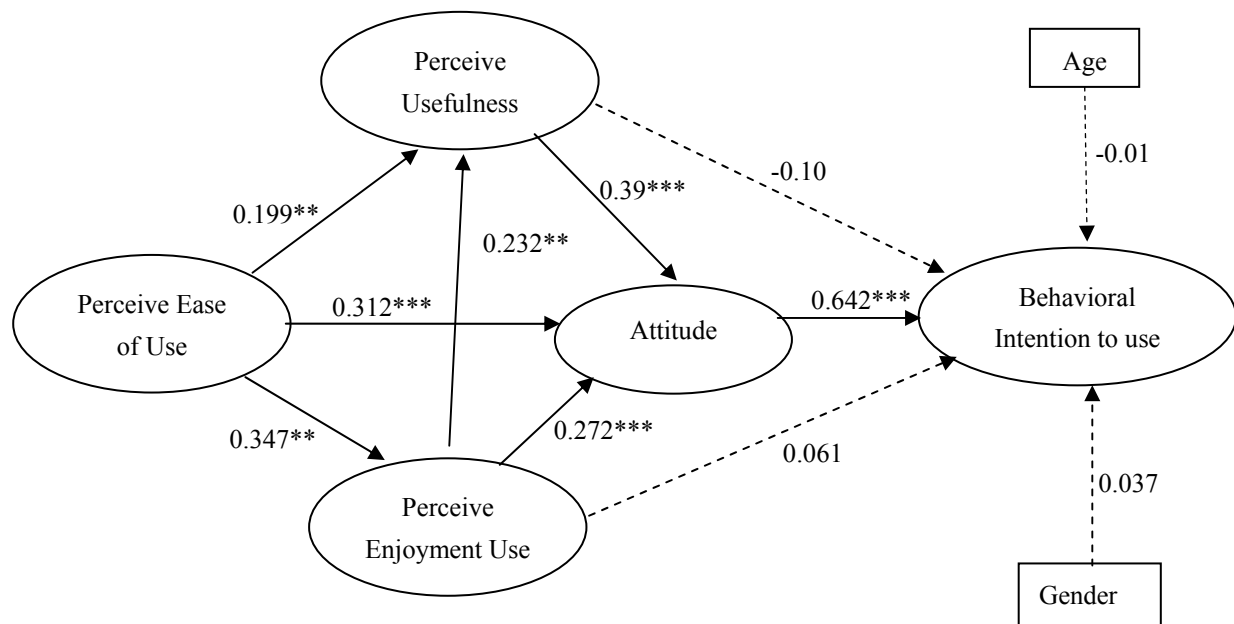 Perceive
Usefulness
Age
-0.10
-0.01
0.39***
0.199**
0.232**
Perceive Ease
of Use
0.312***
Attitude
0.642***
Behavioral
Intention to use
0.347**
0.272***
0.061
0.037
Perceive
Enjoyment Use
Gender